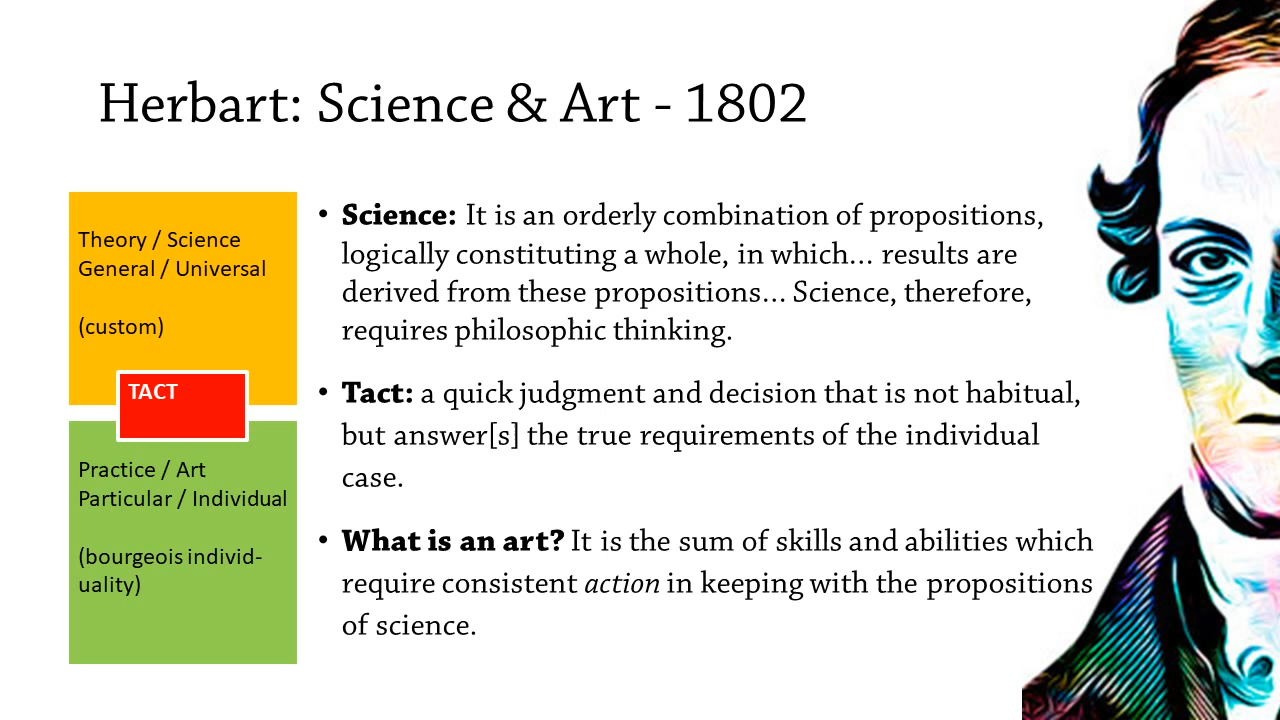 Herbart: Science & Art - 1802
Theory / Science
General / Universal
(custom)
TACT
Practice / Art
Particular / Individual
(bourgeois individ-
uality)
• Science: It is an orderly combination of propositions,
logically constituting a whole, in which… results are
derived from these propositions… Science, therefore,
requires philosophic thinking.
• Tact: a quick judgment and decision that is not habitual,
but answer[s] the true requirements of the individual
case.
• What is an art? It is the sum of skills and abilities which
require consistent action in keeping with the propositions
of science.